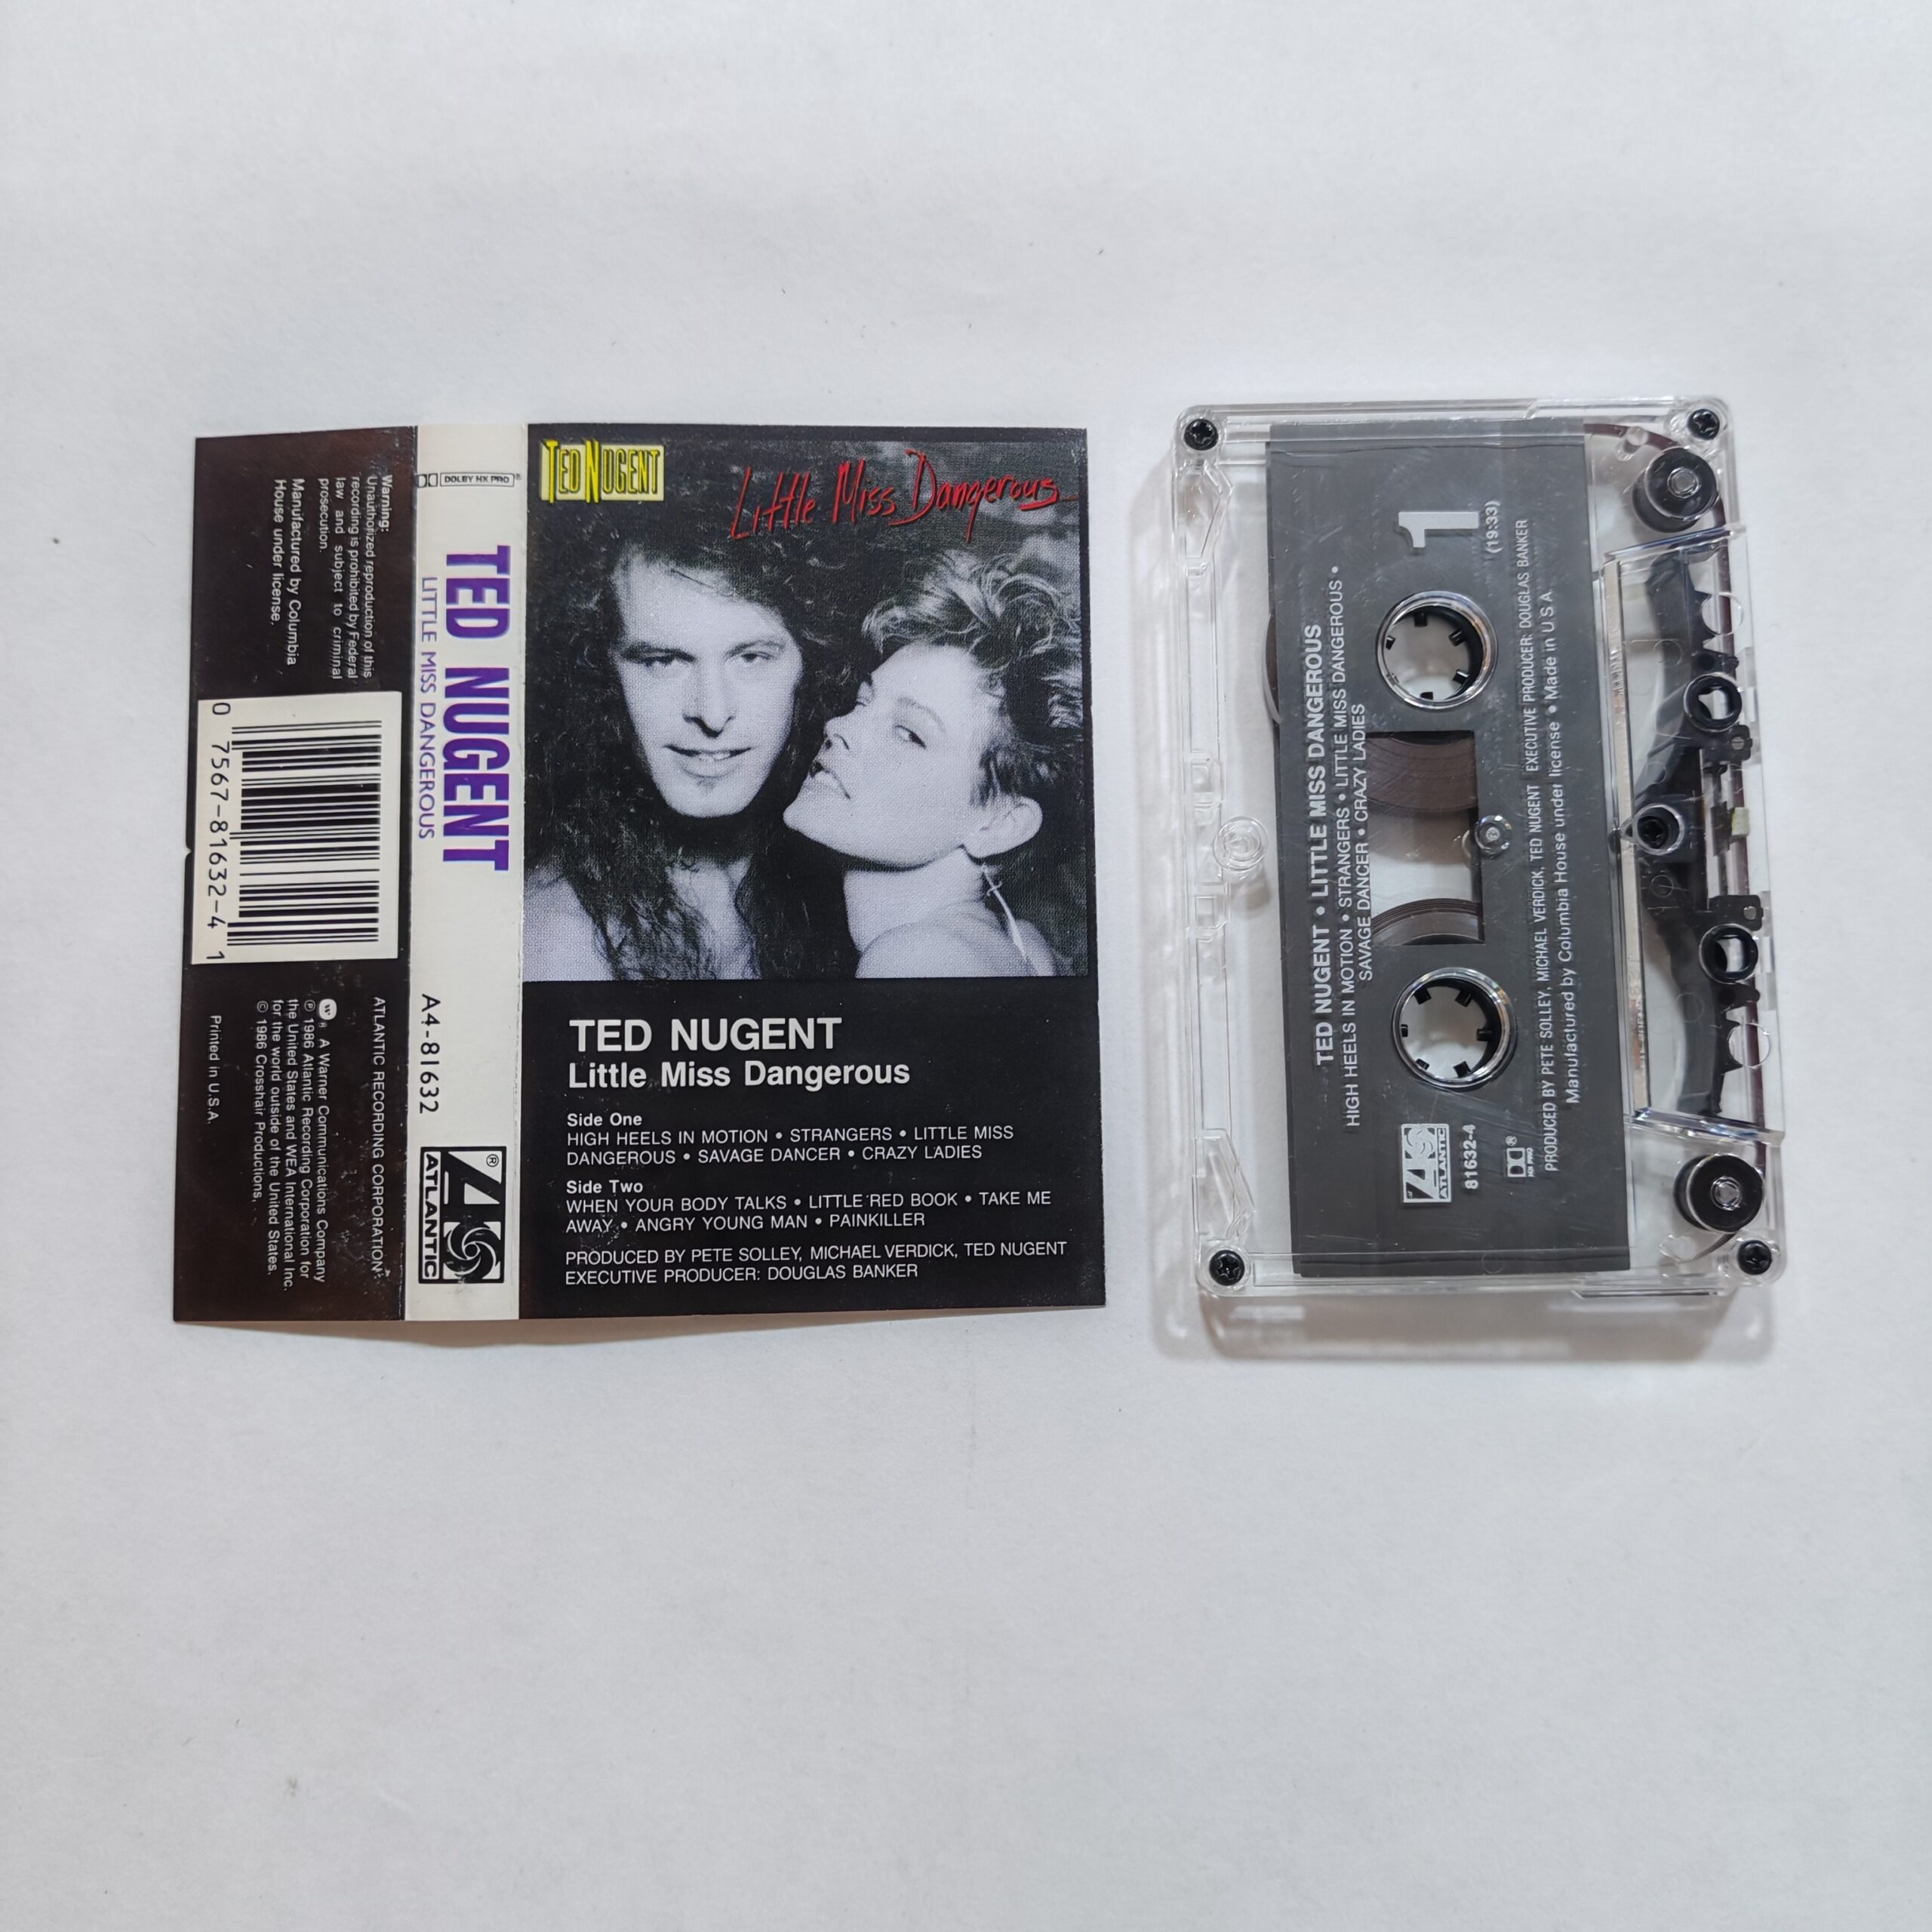 Warning:
Unauthorized reproduction of this
recording is prohibited by Federal
law and subject to criminal
prosecution.
Manufactured by Columbia
House under license.
0 7567-81632-4 1
ATLANTIC RECORDING CORPORATION
W ® A Warner Communications Company
℗ 1986 Atlantic Recording Corporation for
the United States and WEA International Inc.
for the world outside of the United States.
© 1986 Crosshair Productions.
Printed in U.S.A.
DOLBY HX PRO ®
TED NUGENT
LITTLE MISS DANGEROUS
A4-81632
®
ATLANTIC
TED NUGENT
Little Miss Dangerous
TED NUGENT
Little Miss Dangerous
Side One
HIGH HEELS IN MOTION • STRANGERS • LITTLE MISS
DANGEROUS • SAVAGE DANCER • CRAZY LADIES
Side Two
WHEN YOUR BODY TALKS • LITTLE RED BOOK • TAKE ME
AWAY • ANGRY YOUNG MAN • PAINKILLER
PRODUCED BY PETE SOLLEY, MICHAEL VERDICK, TED NUGENT
EXECUTIVE PRODUCER: DOUGLAS BANKER
TED NUGENT • LITTLE MISS DANGEROUS
HIGH HEELS IN MOTION • STRANGERS • LITTLE MISS DANGEROUS •
SAVAGE DANCER • CRAZY LADIES
1
(19:33)
ATLANTIC
81632-4
HX PRO ®
PRODUCED BY PETE SOLLEY, MICHAEL VERDICK, TED NUGENT EXECUTIVE PRODUCER: DOUGLAS BANKER
Manufactured by Columbia House under license • Made in U.S.A.